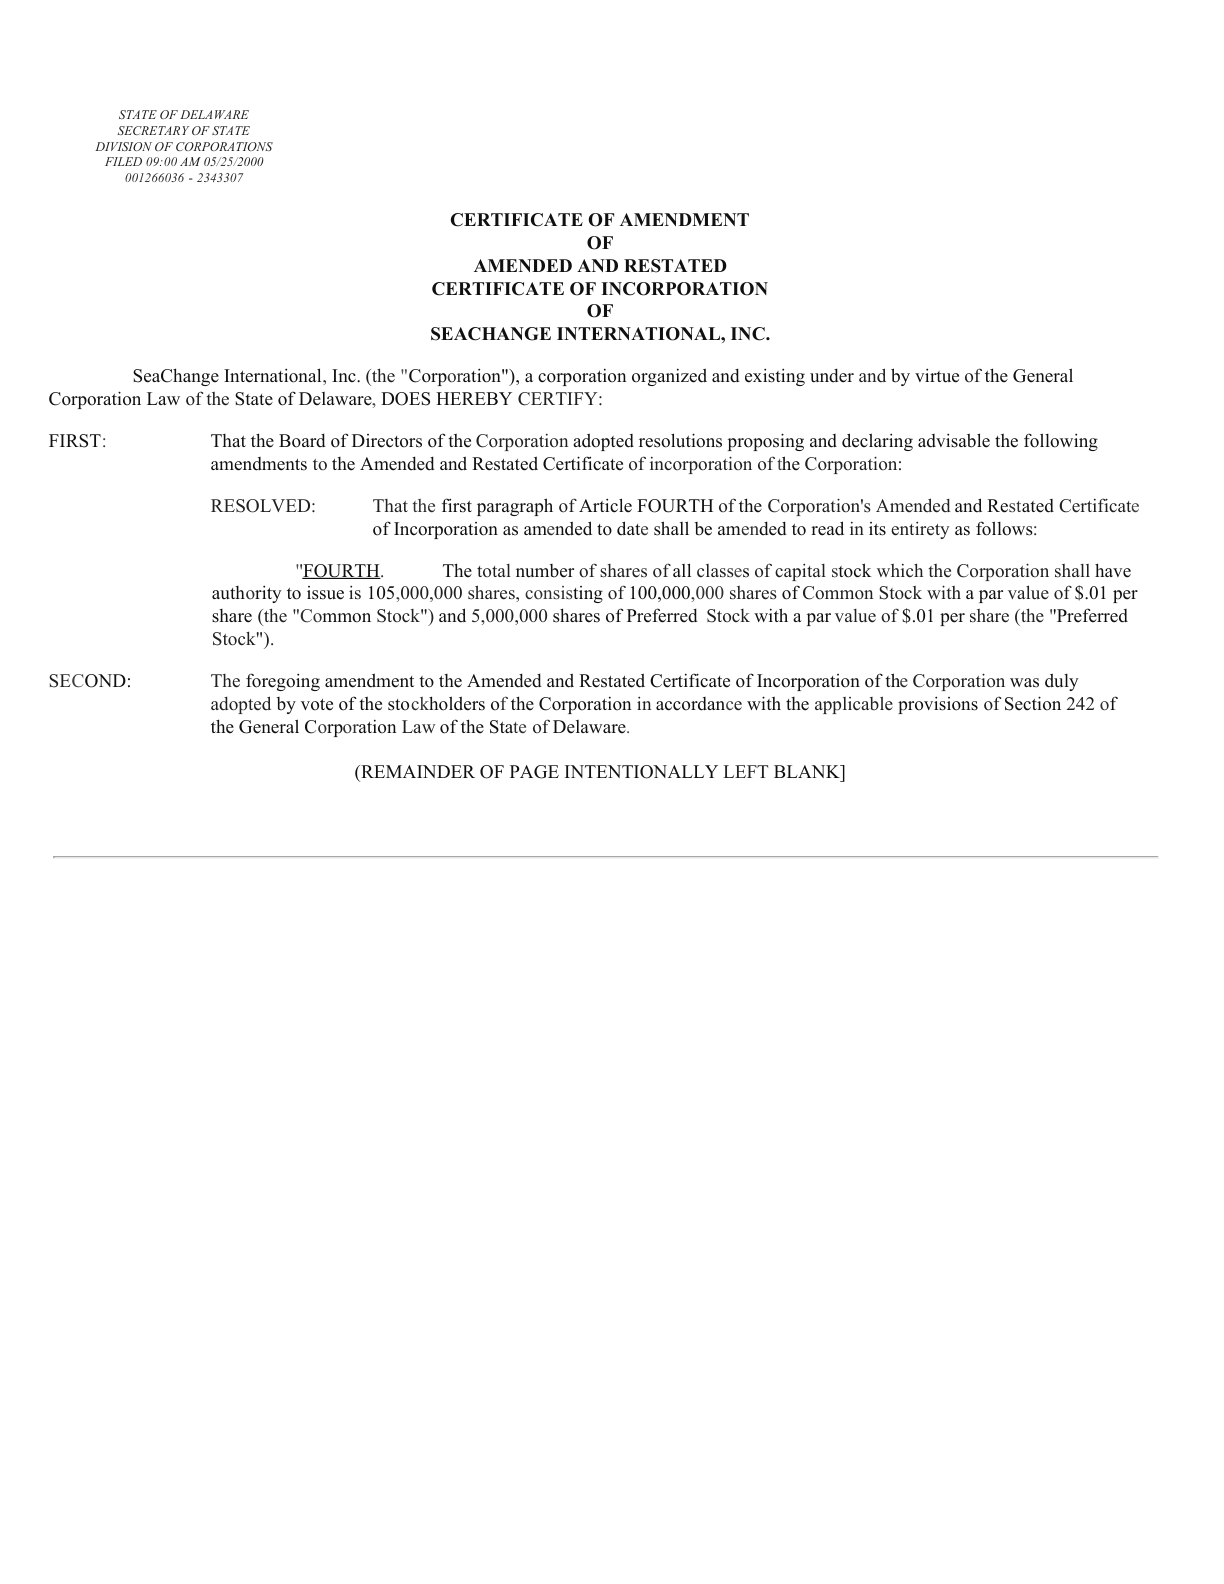 STATE OF DELAWARE
SECRETARY OF STATE
DIVISION OF CORPORATIONS
FILED 09:00 AM 05/25/2000
001266036 - 2343307
CERTIFICATE OF AMENDMENT
OF
AMENDED AND RESTATED
CERTIFICATE OF INCORPORATION
OF
SEACHANGE INTERNATIONAL, INC.
SeaChange International, Inc. (the "Corporation"), a corporation organized and existing under and by virtue of the General
Corporation Law of the State of Delaware, DOES HEREBY CERTIFY:
FIRST: That the Board of Directors of the Corporation adopted resolutions proposing and declaring advisable the following
amendments to the Amended and Restated Certificate of incorporation of the Corporation:
RESOLVED: That the first paragraph of Article FOURTH of the Corporation's Amended and Restated Certificate
of Incorporation as amended to date shall be amended to read in its entirety as follows:
"FOURTH. The total number of shares of all classes of capital stock which the Corporation shall have
authority to issue is 105,000,000 shares, consisting of 100,000,000 shares of Common Stock with a par value of $.01 per
share (the "Common Stock") and 5,000,000 shares of Preferred Stock with a par value of $.01 per share (the "Preferred
Stock").
SECOND: The foregoing amendment to the Amended and Restated Certificate of Incorporation of the Corporation was duly
adopted by vote of the stockholders of the Corporation in accordance with the applicable provisions of Section 242 of
the General Corporation Law of the State of Delaware.
(REMAINDER OF PAGE INTENTIONALLY LEFT BLANK]